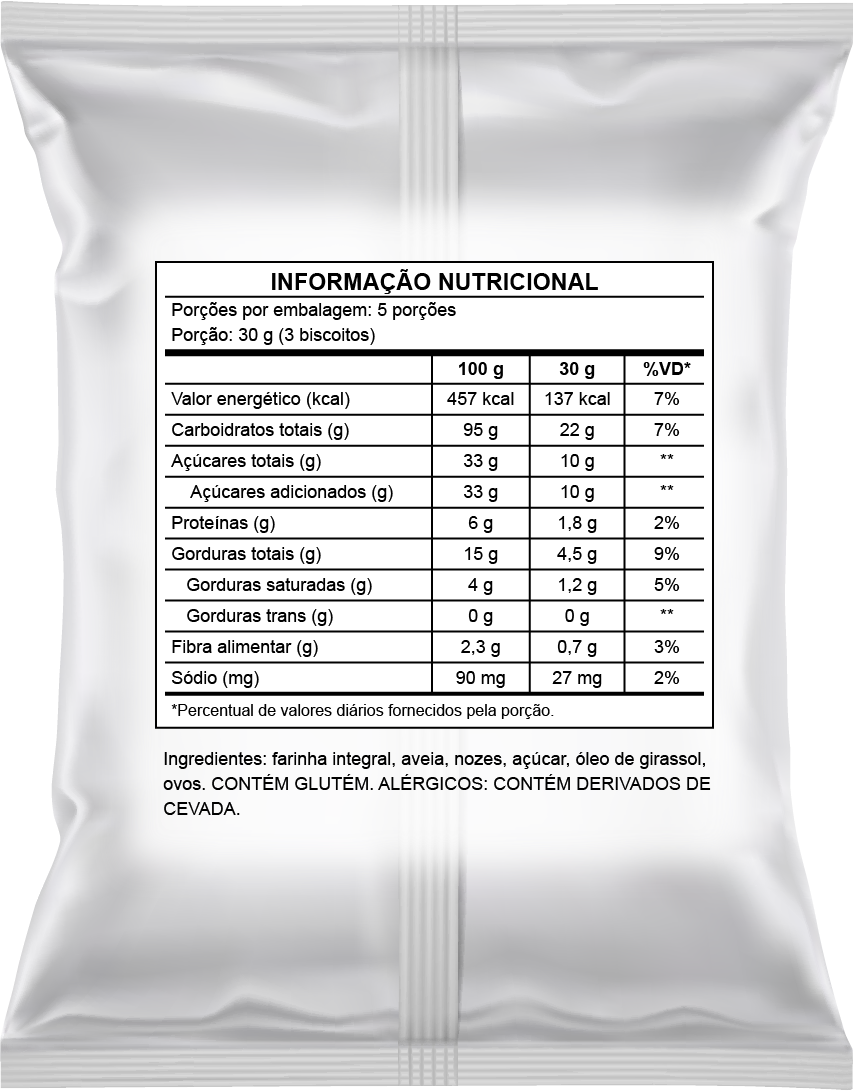 INFORMAÇÃO NUTRICIONAL
Porções por embalagem: 5 porções
Porção: 30 g (3 biscoitos)
100 g 30 g %VD*
Valor energético (kcal) 457 kcal 137 kcal 7%
Carboidratos totais (g) 95 g 22 g 7%
Açúcares totais (g) 33 g 10 g **
Açúcares adicionados (g) 33 g 10 g **
Proteínas (g) 6 g 1,8 g 2%
Gorduras totais (g) 15 g 4,5 g 9%
Gorduras saturadas (g) 4 g 1,2 g 5%
Gorduras trans (g) 0 g 0 g **
Fibra alimentar (g) 2,3 g 0,7 g 3%
Sódio (mg) 90 mg 27 mg 2%
*Percentual de valores diários fornecidos pela porção.
Ingredientes: farinha integral, aveia, nozes, açúcar, óleo de girassol,
ovos. CONTÉM GLUTÉM. ALÉRGICOS: CONTÉM DERIVADOS DE
CEVADA.